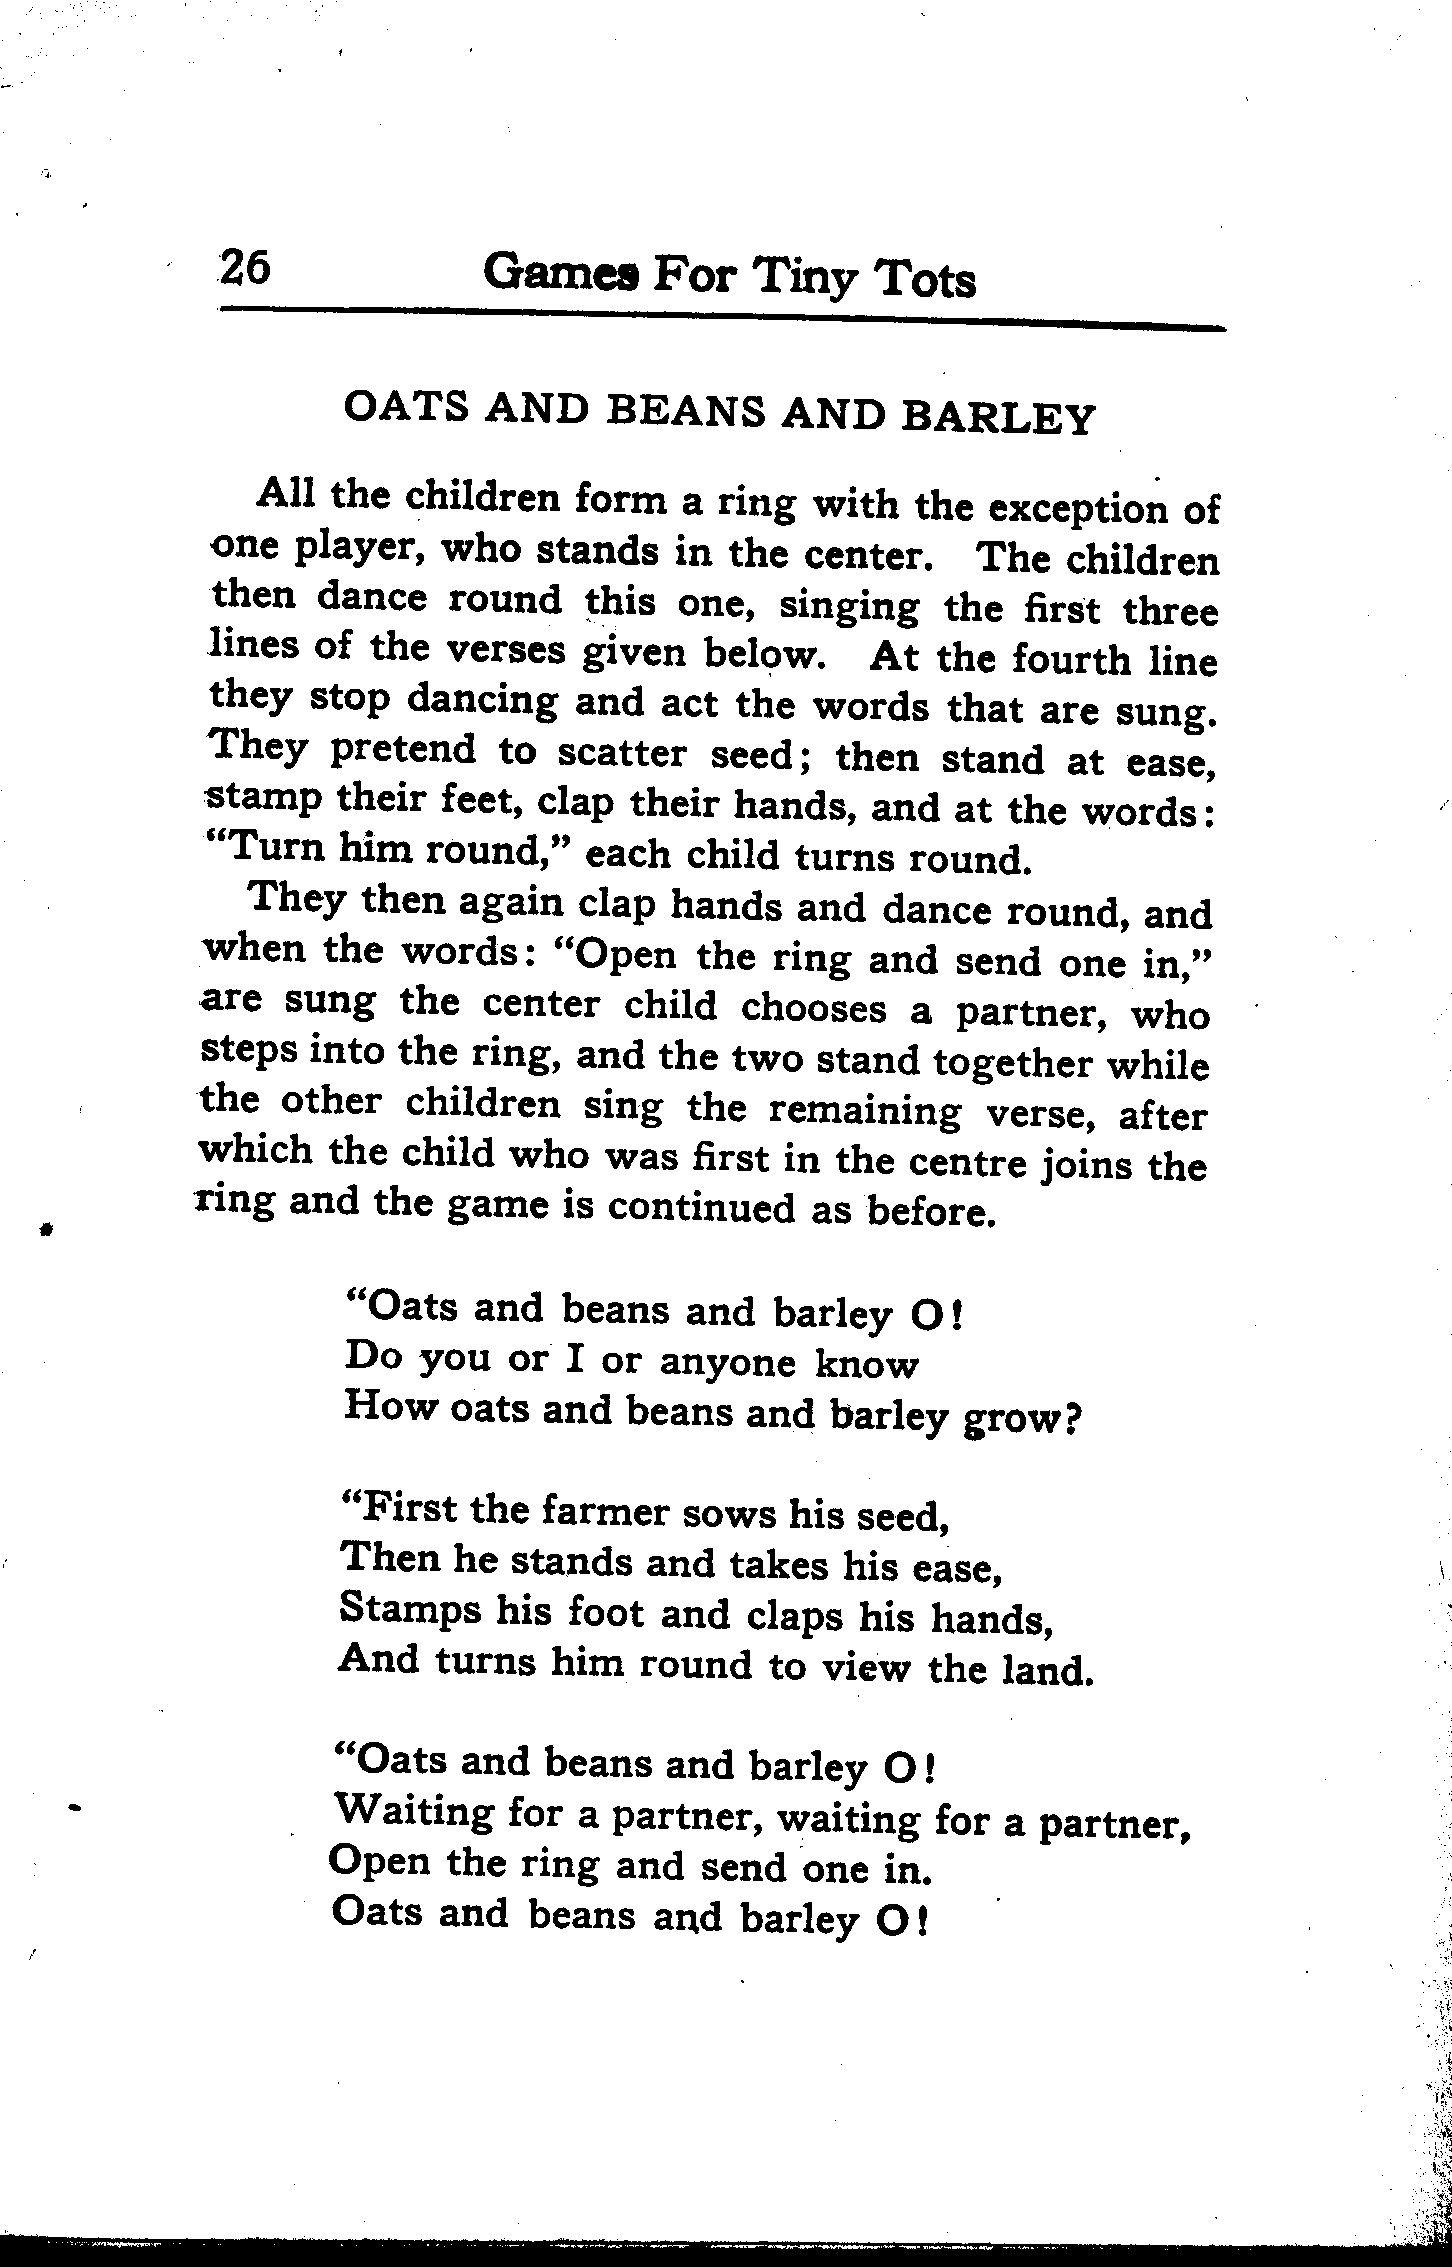 26 Games For Tiny Tots
OATS AND BEANS AND BARLEY
All the children form a ring with the exception of
one player, who stands in the center. The children
then dance round this one, singing the first three
lines of the verses given below. At the fourth line
they stop dancing and act the words that are sung.
They pretend to scatter seed; then stand at ease,
stamp their feet, clap their hands, and at the words:
“Turn him round,” each child turns round.
They then again clap hands and dance round, and
when the words: “Open the ring and send one in,”
are sung the center child chooses a partner, who
steps into the ring, and the two stand together while
the other children sing the remaining verse, after
which the child who was first in the centre joins the
ring and the game is continued as before.
“Oats and beans and barley O!
Do you or I or anyone know
How oats and beans and barley grow?
“First the farmer sows his seed,
Then he stands and takes his ease,
Stamps his foot and claps his hands,
And turns him round to view the land.
“Oats and beans and barley O!
Waiting for a partner, waiting for a partner,
Open the ring and send one in.
Oats and beans and barley O!